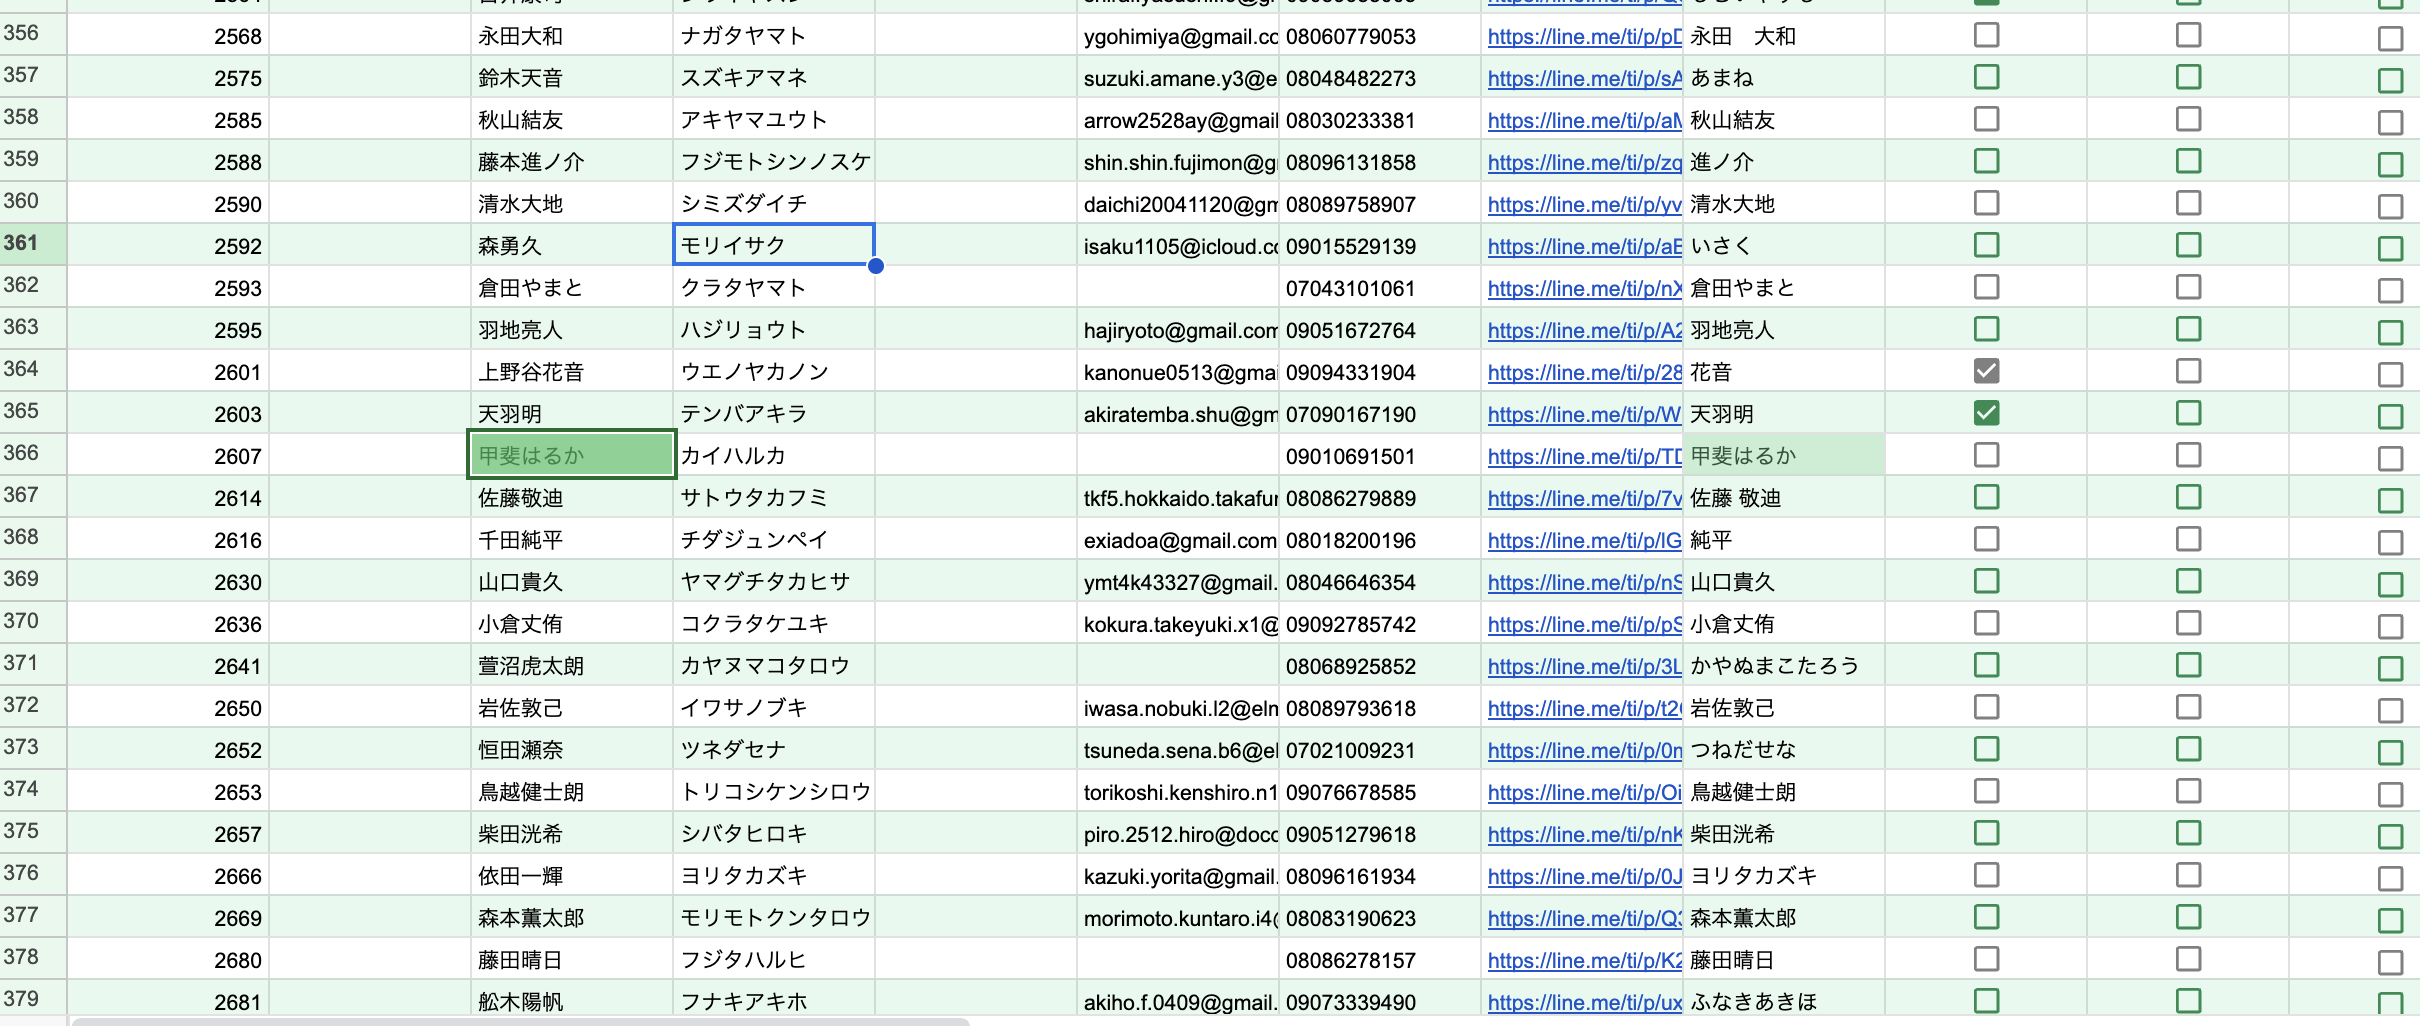 356 2568 永田大和 ナガタヤマト ygohimiya@gmail.co 08060779053 https://line.me/ti/p/pD 永田　大和
357 2575 鈴木天音 スズキアマネ suzuki.amane.y3@e 08048482273 https://line.me/ti/p/sA あまね
358 2585 秋山結友 アキヤマユウト arrow2528ay@gmail 08030233381 https://line.me/ti/p/aM 秋山結友
359 2588 藤本進ノ介 フジモトシンノスケ shin.shin.fujimon@g 08096131858 https://line.me/ti/p/zq 進ノ介
360 2590 清水大地 シミズダイチ daichi20041120@gm 08089758907 https://line.me/ti/p/yv 清水大地
361 2592 森勇久 モリイサク isaku1105@icloud.co 09015529139 https://line.me/ti/p/aE いさく
362 2593 倉田やまと クラタヤマト 07043101061 https://line.me/ti/p/nX 倉田やまと
363 2595 羽地亮人 ハジリョウト hajiryoto@gmail.com 09051672764 https://line.me/ti/p/A2 羽地亮人
364 2601 上野谷花音 ウエノヤカノン kanonue0513@gmai 09094331904 https://line.me/ti/p/28 花音
365 2603 天羽明 テンバアキラ akiratemba.shu@gm 07090167190 https://line.me/ti/p/W 天羽明
366 2607 甲斐はるか カイハルカ 09010691501 https://line.me/ti/p/TD 甲斐はるか
367 2614 佐藤敬迪 サトウタカフミ tkf5.hokkaido.takafu 08086279889 https://line.me/ti/p/7v 佐藤 敬迪
368 2616 千田純平 チダジュンペイ exiadoa@gmail.com 08018200196 https://line.me/ti/p/lG 純平
369 2630 山口貴久 ヤマグチタカヒサ ymt4k43327@gmail. 08046646354 https://line.me/ti/p/nS 山口貴久
370 2636 小倉丈侑 コクラタケユキ kokura.takeyuki.x1@ 09092785742 https://line.me/ti/p/pS 小倉丈侑
371 2641 萱沼虎太朗 カヤヌマコタロウ 08068925852 https://line.me/ti/p/3L かやぬまこたろう
372 2650 岩佐敦己 イワサノブキ iwasa.nobuki.l2@eln 08089793618 https://line.me/ti/p/t2 岩佐敦己
373 2652 恒田瀬奈 ツネダセナ tsuneda.sena.b6@el 07021009231 https://line.me/ti/p/0m つねだせな
374 2653 鳥越健士朗 トリコシケンシロウ torikoshi.kenshiro.n1 09076678585 https://line.me/ti/p/Oi 鳥越健士朗
375 2657 柴田洸希 シバタヒロキ piro.2512.hiro@doco 09051279618 https://line.me/ti/p/nK 柴田洸希
376 2666 依田一輝 ヨリタカズキ kazuki.yorita@gmail. 08096161934 https://line.me/ti/p/0J ヨリタカズキ
377 2669 森本薫太郎 モリモトクンタロウ morimoto.kuntaro.i4 08083190623 https://line.me/ti/p/Q 森本薫太郎
378 2680 藤田晴日 フジタハルヒ 08086278157 https://line.me/ti/p/K2 藤田晴日
379 2681 舩木陽帆 フナキアキホ akiho.f.0409@gmail. 09073339490 https://line.me/ti/p/ux ふなきあきほ